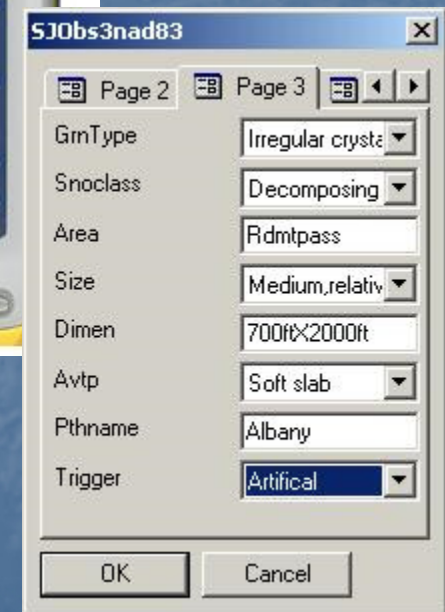 SJObs3nad83
Page 2 Page 3
GrnType Irregular crysta
Snoclass Decomposing
Area Rdmtpass
Size Medium,relativ
Dimen 700ftX2000ft
Avtp Soft slab
Pthname Albany
Trigger Artifical
OK Cancel